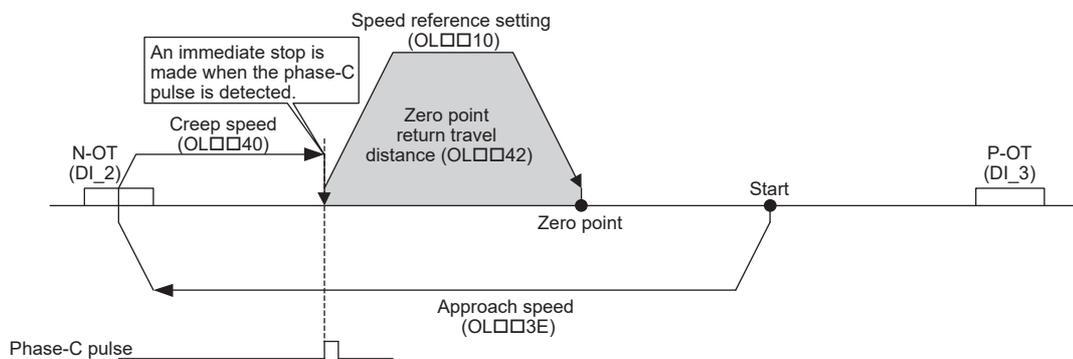 Speed reference setting
(OL□□10)
An immediate stop is
made when the phase-C
pulse is detected.
Zero point
return travel
distance (OL□□42)
Creep speed
(OL□□40)
N-OT
(DI_2)
P-OT
(DI_3)
Start
Zero point
Approach speed
(OL□□3E)
Phase-C pulse